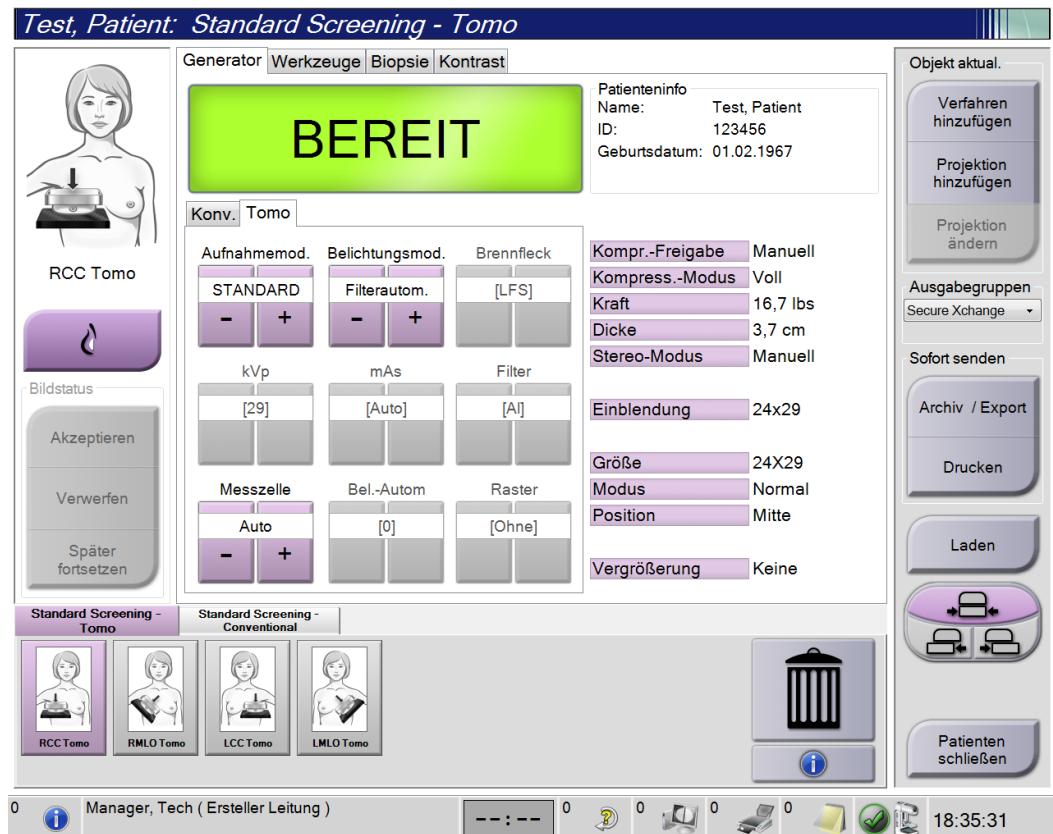 Test, Patient: Standard Screening - Tomo
Generator Werkzeuge Biopsie Kontrast
BEREIT
Patienteninfo
Name: Test, Patient
ID: 123456
Geburtsdatum: 01.02.1967
RCC Tomo
Bildstatus
Akzeptieren
Verwerfen
Später
fortsetzen
Konv. Tomo
Aufnahmemod. Belichtungsmod. Brennfleck
STANDARD Filterautom. [LFS]
- + - +
kVp mAs Filter
[29] [Auto] [Al]
Messzelle Bel.-Autom Raster
Auto [0] [Ohne]
- +
Kompr.-Freigabe Manuell
Kompress.-Modus Voll
Kraft 16,7 lbs
Dicke 3,7 cm
Stereo-Modus Manuell
Einblendung 24x29
Größe 24X29
Modus Normal
Position Mitte
Vergrößerung Keine
Objekt aktual.
Verfahren
hinzufügen
Projektion
hinzufügen
Projektion
ändern
Ausgabegruppen
Secure Xchange
Sofort senden
Archiv / Export
Drucken
Laden
Patienten
schließen
Standard Screening -
Tomo
Standard Screening -
Conventional
RCC Tomo RMLO Tomo LCC Tomo LMLO Tomo
0 Manager, Tech ( Ersteller Leitung ) --:-- 0 0 0 0 18:35:31